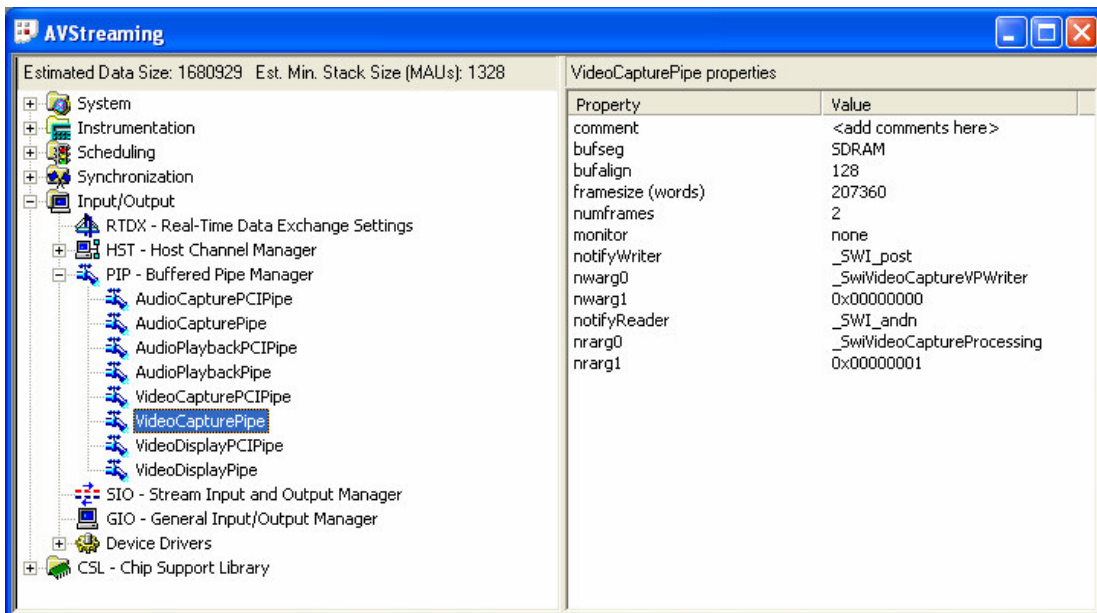 AVStreaming
Estimated Data Size: 1680929 Est. Min. Stack Size (MAUs): 1328
System
Instrumentation
Scheduling
Synchronization
Input/Output
RTDX - Real-Time Data Exchange Settings
HST - Host Channel Manager
PIP - Buffered Pipe Manager
AudioCapturePCIPipe
AudioCapturePipe
AudioPlaybackPCIPipe
AudioPlaybackPipe
VideoCapturePCIPipe
VideoCapturePipe
VideoDisplayPCIPipe
VideoDisplayPipe
SIO - Stream Input and Output Manager
GIO - General Input/Output Manager
Device Drivers
CSL - Chip Support Library
VideoCapturePipe properties
Property Value
comment <add comments here>
bufseg SDRAM
bufalign 128
framesize (words) 207360
numframes 2
monitor none
notifyWriter _SWI_post
nwarg0 _SwiVideoCaptureVPWriter
nwarg1 0x00000000
notifyReader _SWI_andn
nrarg0 _SwiVideoCaptureProcessing
nrarg1 0x00000001